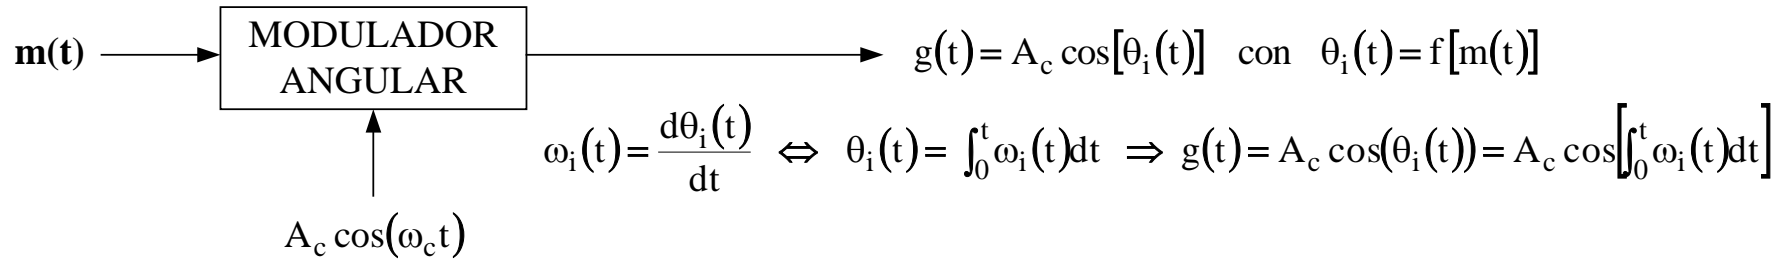 m(t)
MODULADOR
ANGULAR
g(t) = A_c cos[θ_i(t)] con θ_i(t) = f[m(t)]
ω_i(t) = dθ_i(t)/dt ⇔ θ_i(t) = ∫_0^t ω_i(t)dt ⇒ g(t) = A_c cos(θ_i(t)) = A_c cos[∫_0^t ω_i(t)dt]
A_c cos(ω_c t)